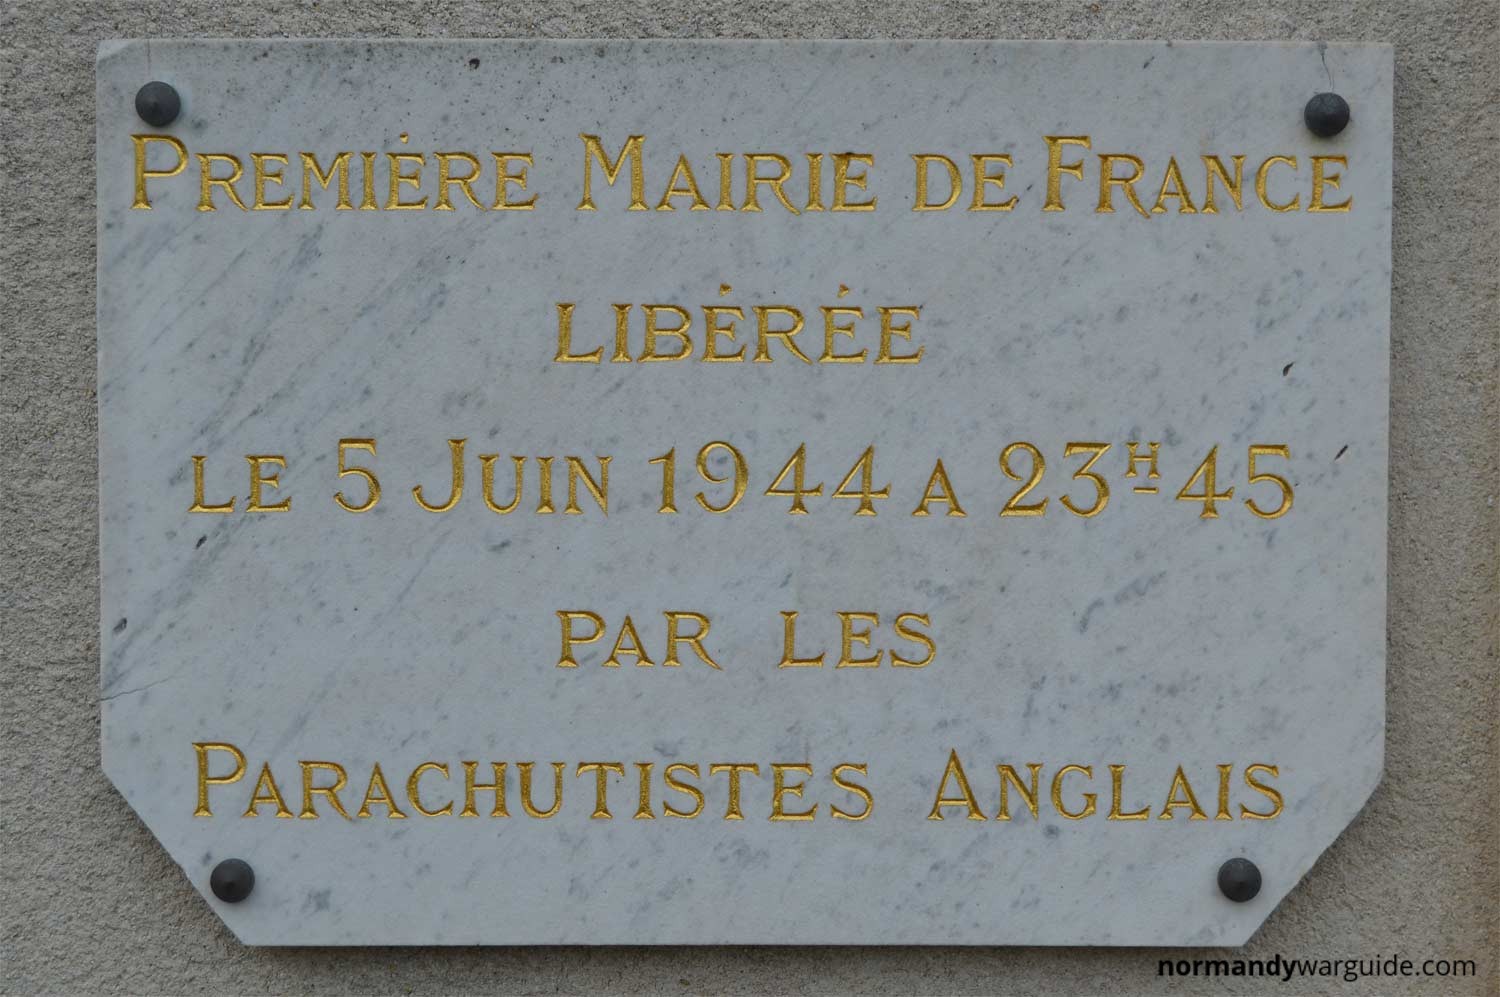 PREMIÈRE MAIRIE DE FRANCE
LIBÉRÉE
LE 5 JUIN 1944 A 23H45
PAR LES
PARACHUTISTES ANGLAIS
normandywarguide.com